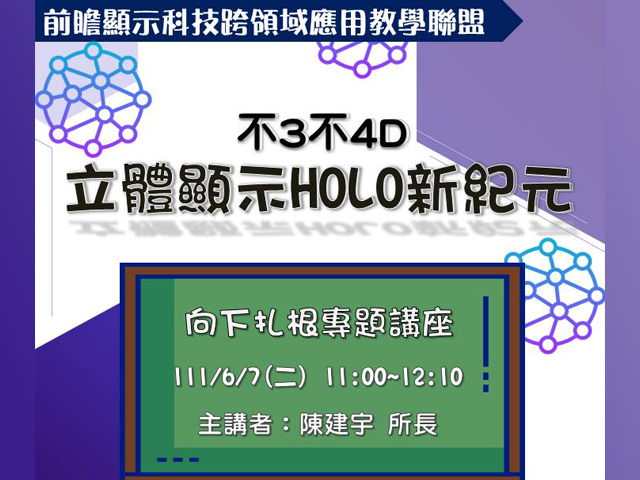 前瞻顯示科技跨領域應用教學聯盟
不3不4D
立體顯示HOLO新紀元
向下扎根專題講座
111/6/7(二) 11:00~12:10
主講者：陳建宇 所長